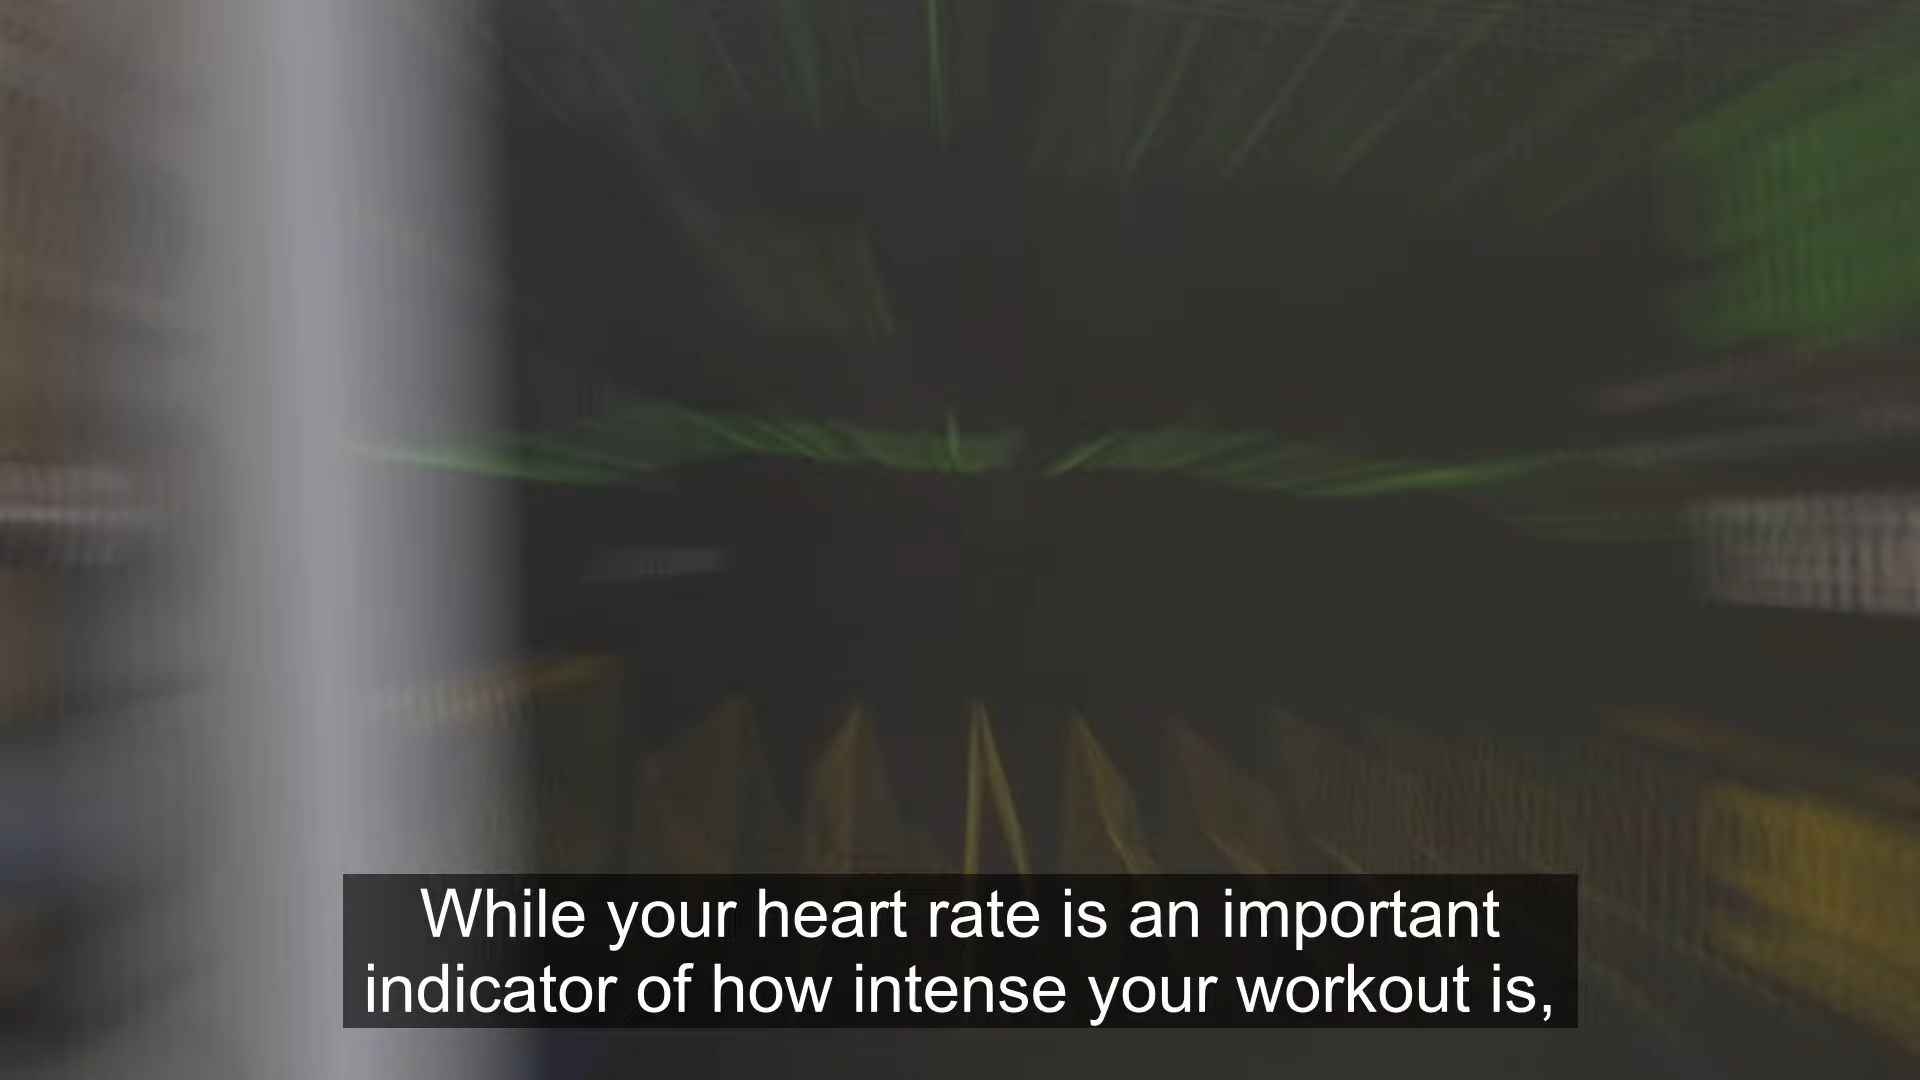 While your heart rate is an important
indicator of how intense your workout is,